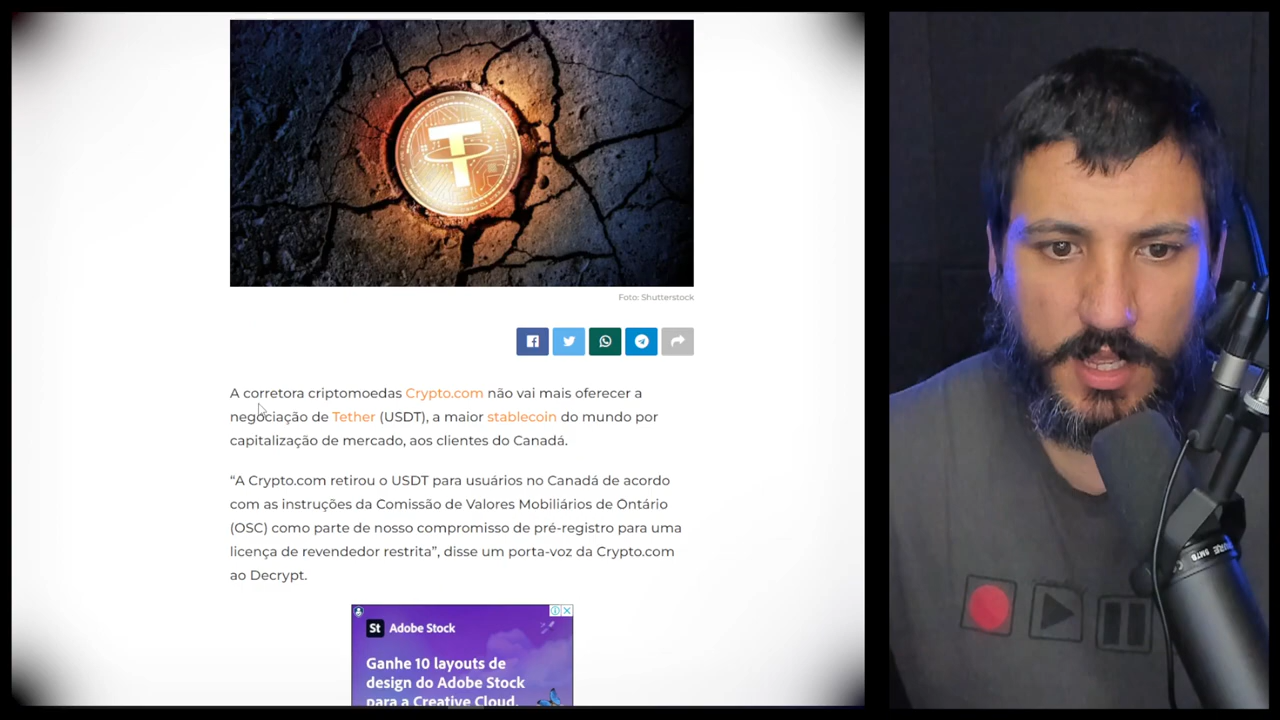 Foto: Shutterstock
A corretora criptomoedas Crypto.com não vai mais oferecer a
negociação de Tether (USDT), a maior stablecoin do mundo por
capitalização de mercado, aos clientes do Canadá.
“A Crypto.com retirou o USDT para usuários no Canadá de acordo
com as instruções da Comissão de Valores Mobiliários de Ontário
(OSC) como parte de nosso compromisso de pré-registro para uma
licença de revendedor restrita”, disse um porta-voz da Crypto.com
ao Decrypt.
St Adobe Stock
Ganhe 10 layouts de
design do Adobe Stock
para a Creative Cloud.